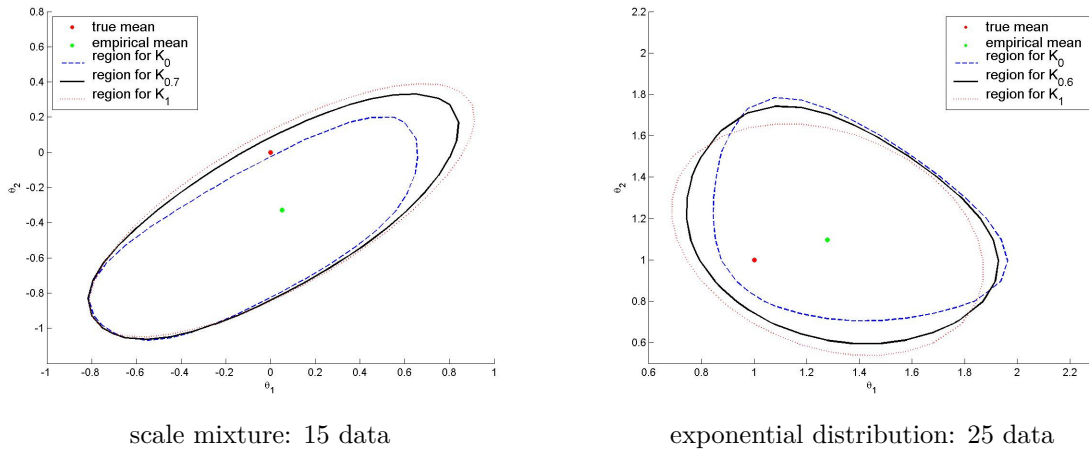 true mean
empirical mean
region for K0
region for K0.7
region for K1
0.8
0.6
0.4
0.2
0
-0.2
-0.4
-0.6
-0.8
-1
θ2
-1
-0.8
-0.6
-0.4
-0.2
0
0.2
0.4
0.6
0.8
1
θ1
scale mixture: 15 data
true mean
empirical mean
region for K0
region for K0.6
region for K1
2.2
2
1.8
1.6
1.4
1.2
1
0.8
0.6
θ2
0.6
0.8
1
1.2
1.4
1.6
1.8
2
2.2
θ1
exponential distribution: 25 data